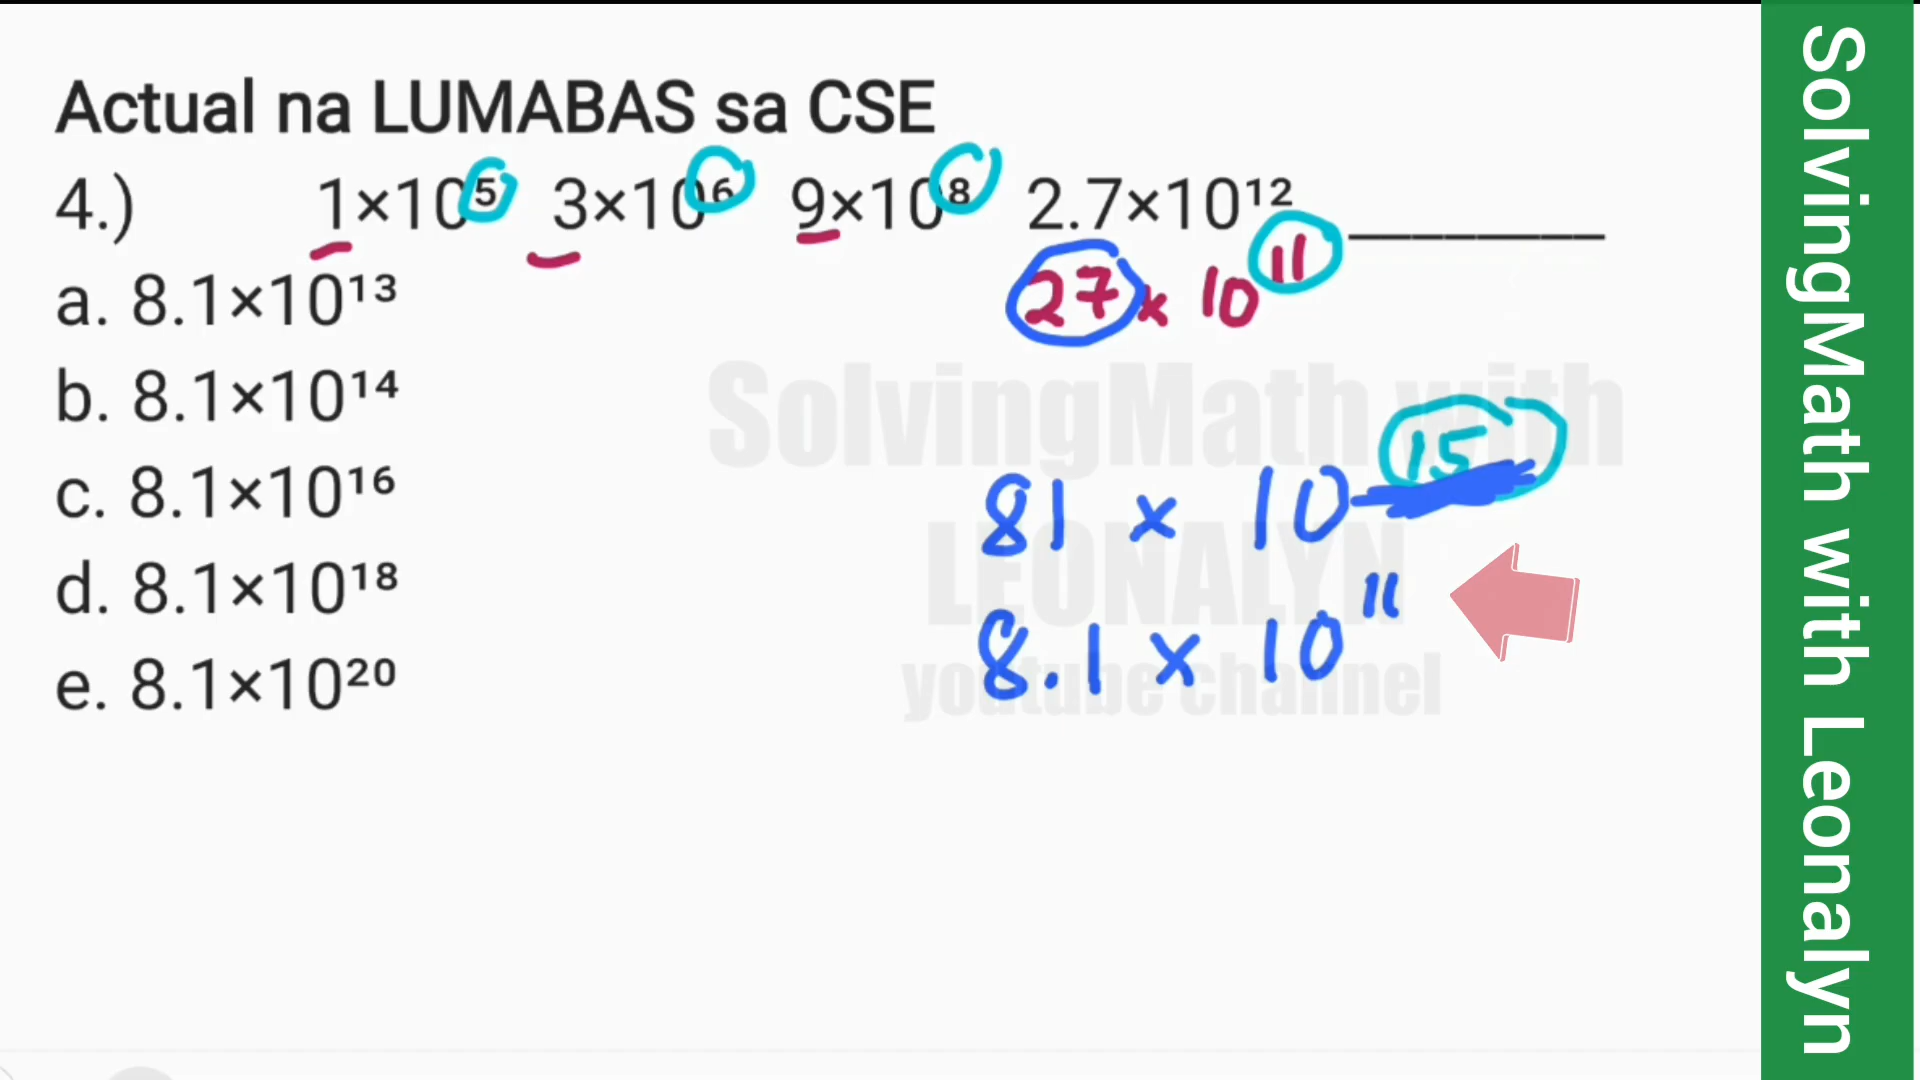 Actual na LUMABAS sa CSE
4.) 1×10⁵ 3×10⁶ 9×10⁸ 2.7×10¹² ________
27 × 10¹¹
a. 8.1×10¹³
b. 8.1×10¹⁴
c. 8.1×10¹⁶
d. 8.1×10¹⁸
e. 8.1×10²⁰
81 × 10¹⁵
8.1 × 10¹¹
SolvingMath with
LEONALYN
youtube channel
SolvingMath with Leonalyn